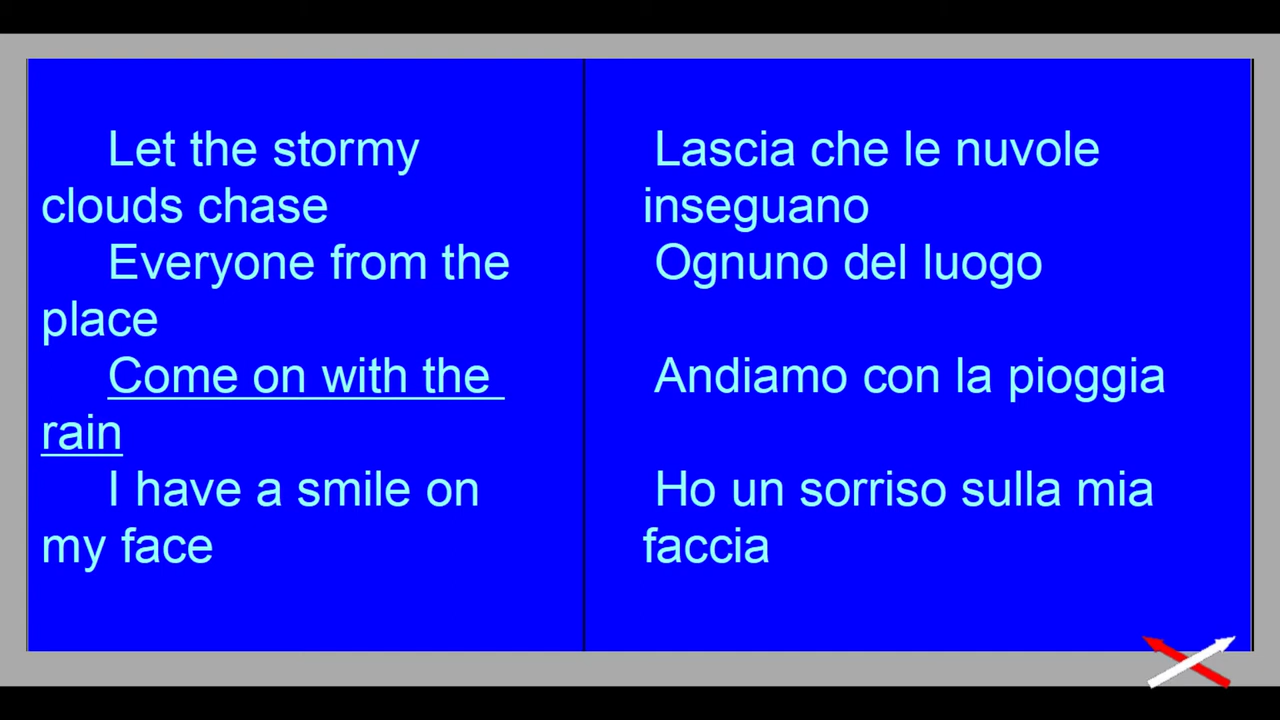 Let the stormy
clouds chase
Everyone from the
place
Come on with the
rain
I have a smile on
my face
Lascia che le nuvole
inseguano
Ognuno del luogo
Andiamo con la pioggia
Ho un sorriso sulla mia
faccia